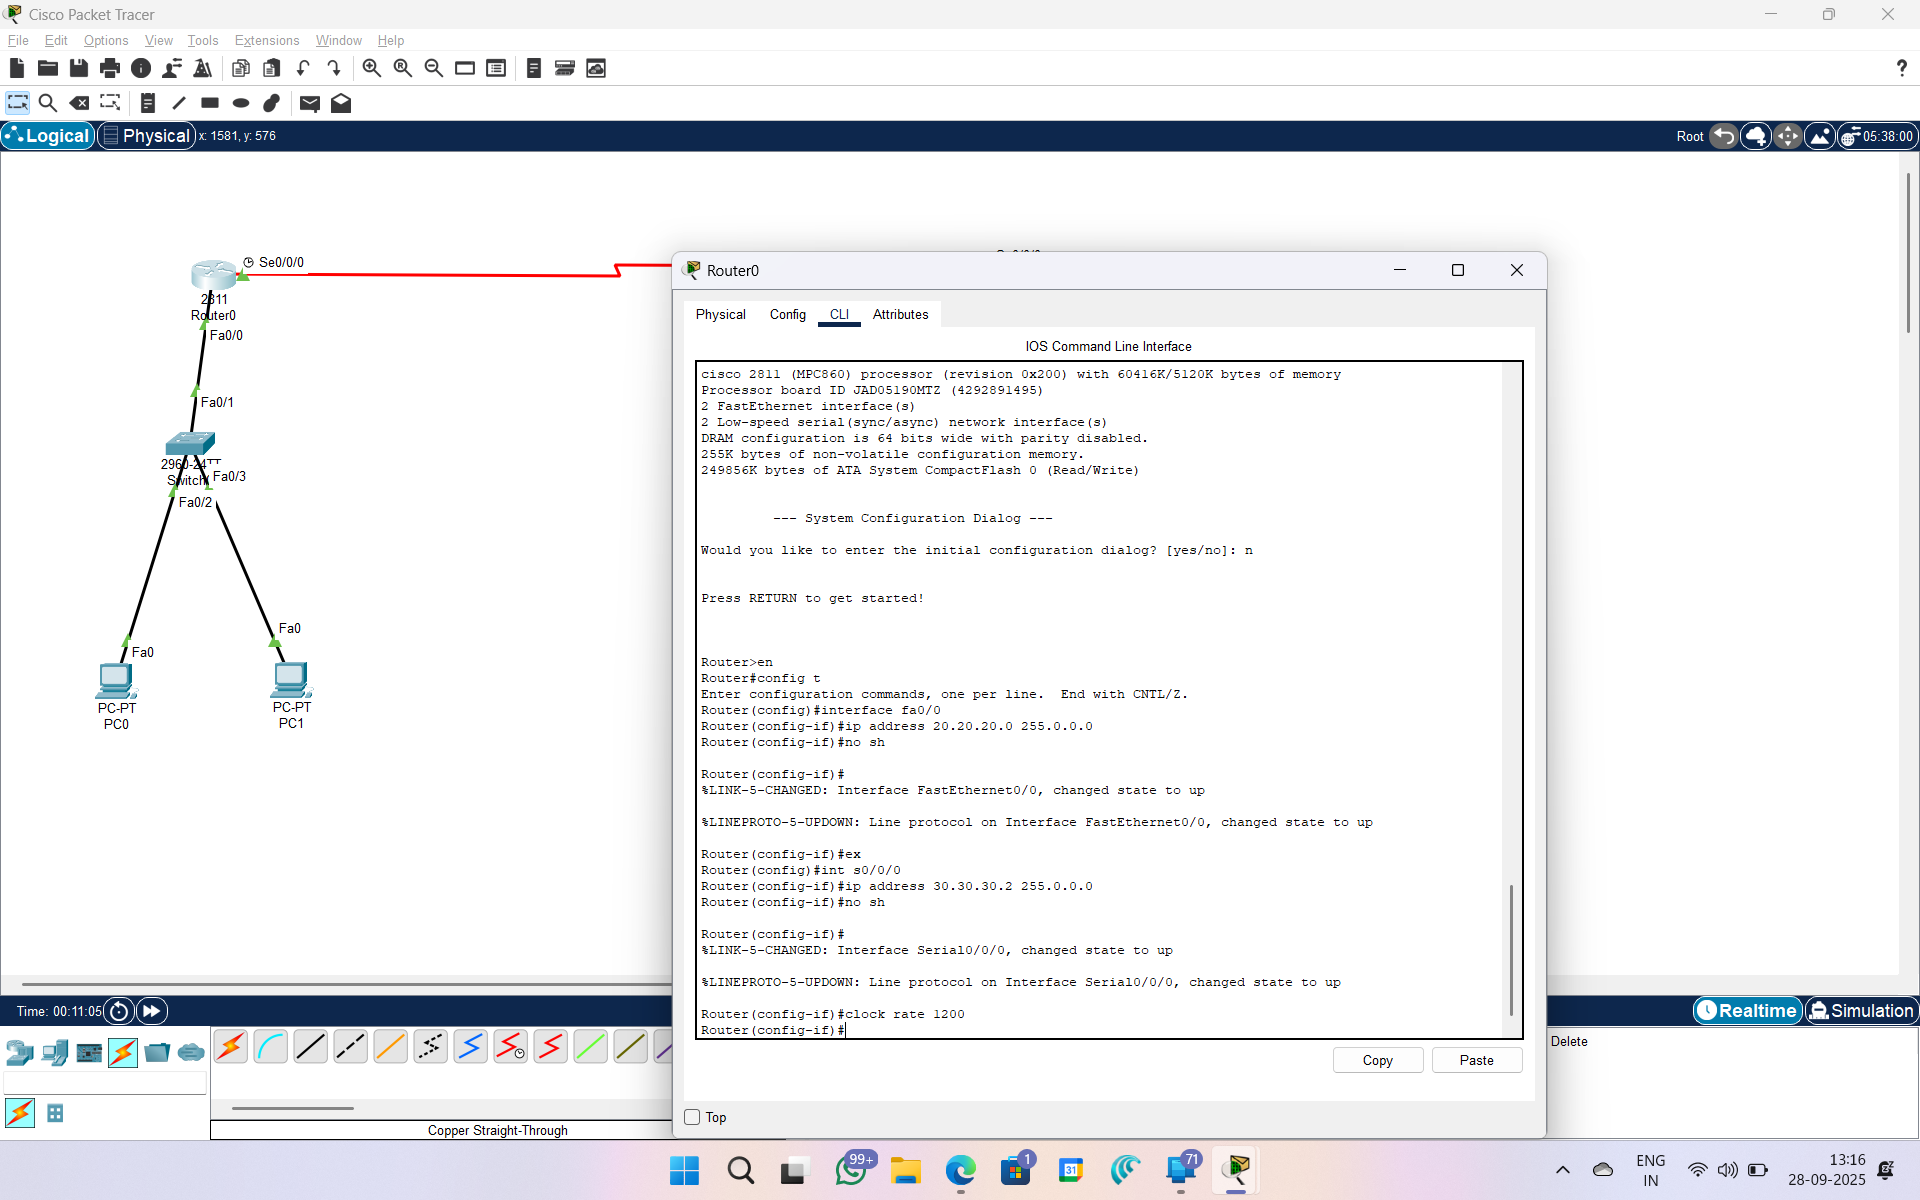 Cisco Packet Tracer
File Edit Options View Tools Extensions Window Help
?
Logical Physical x: 1581, y: 576
Root 05:38:00
Se0/0/0
2811
Router0
Fa0/0
Fa0/1
Fa0/3
Fa0/2
Fa0
Fa0
PC-PT
PC0
PC-PT
PC1
Router0
Physical Config CLI Attributes
IOS Command Line Interface
cisco 2811 (MPC860) processor (revision 0x200) with 60416K/5120K bytes of memory
Processor board ID JAD05190MTZ (4292891495)
2 FastEthernet interface(s)
2 Low-speed serial(sync/async) network interface(s)
DRAM configuration is 64 bits wide with parity disabled.
255K bytes of non-volatile configuration memory.
249856K bytes of ATA System CompactFlash 0 (Read/Write)
--- System Configuration Dialog ---
Would you like to enter the initial configuration dialog? [yes/no]: n
Press RETURN to get started!
Router>en
Router#config t
Enter configuration commands, one per line.  End with CNTL/Z.
Router(config)#interface fa0/0
Router(config-if)#ip address 20.20.20.0 255.0.0.0
Router(config-if)#no sh
Router(config-if)#
%LINK-5-CHANGED: Interface FastEthernet0/0, changed state to up
%LINEPROTO-5-UPDOWN: Line protocol on Interface FastEthernet0/0, changed state to up
Router(config-if)#ex
Router(config)#int s0/0/0
Router(config-if)#ip address 30.30.30.2 255.0.0.0
Router(config-if)#no sh
Router(config-if)#
%LINK-5-CHANGED: Interface Serial0/0/0, changed state to up
%LINEPROTO-5-UPDOWN: Line protocol on Interface Serial0/0/0, changed state to up
Router(config-if)#clock rate 1200
Router(config-if)#
Copy Paste
Top
Time: 00:11:05
Realtime Simulation
Delete
Copper Straight-Through
99+
1
31
71
ENG
IN
13:16
28-09-2025